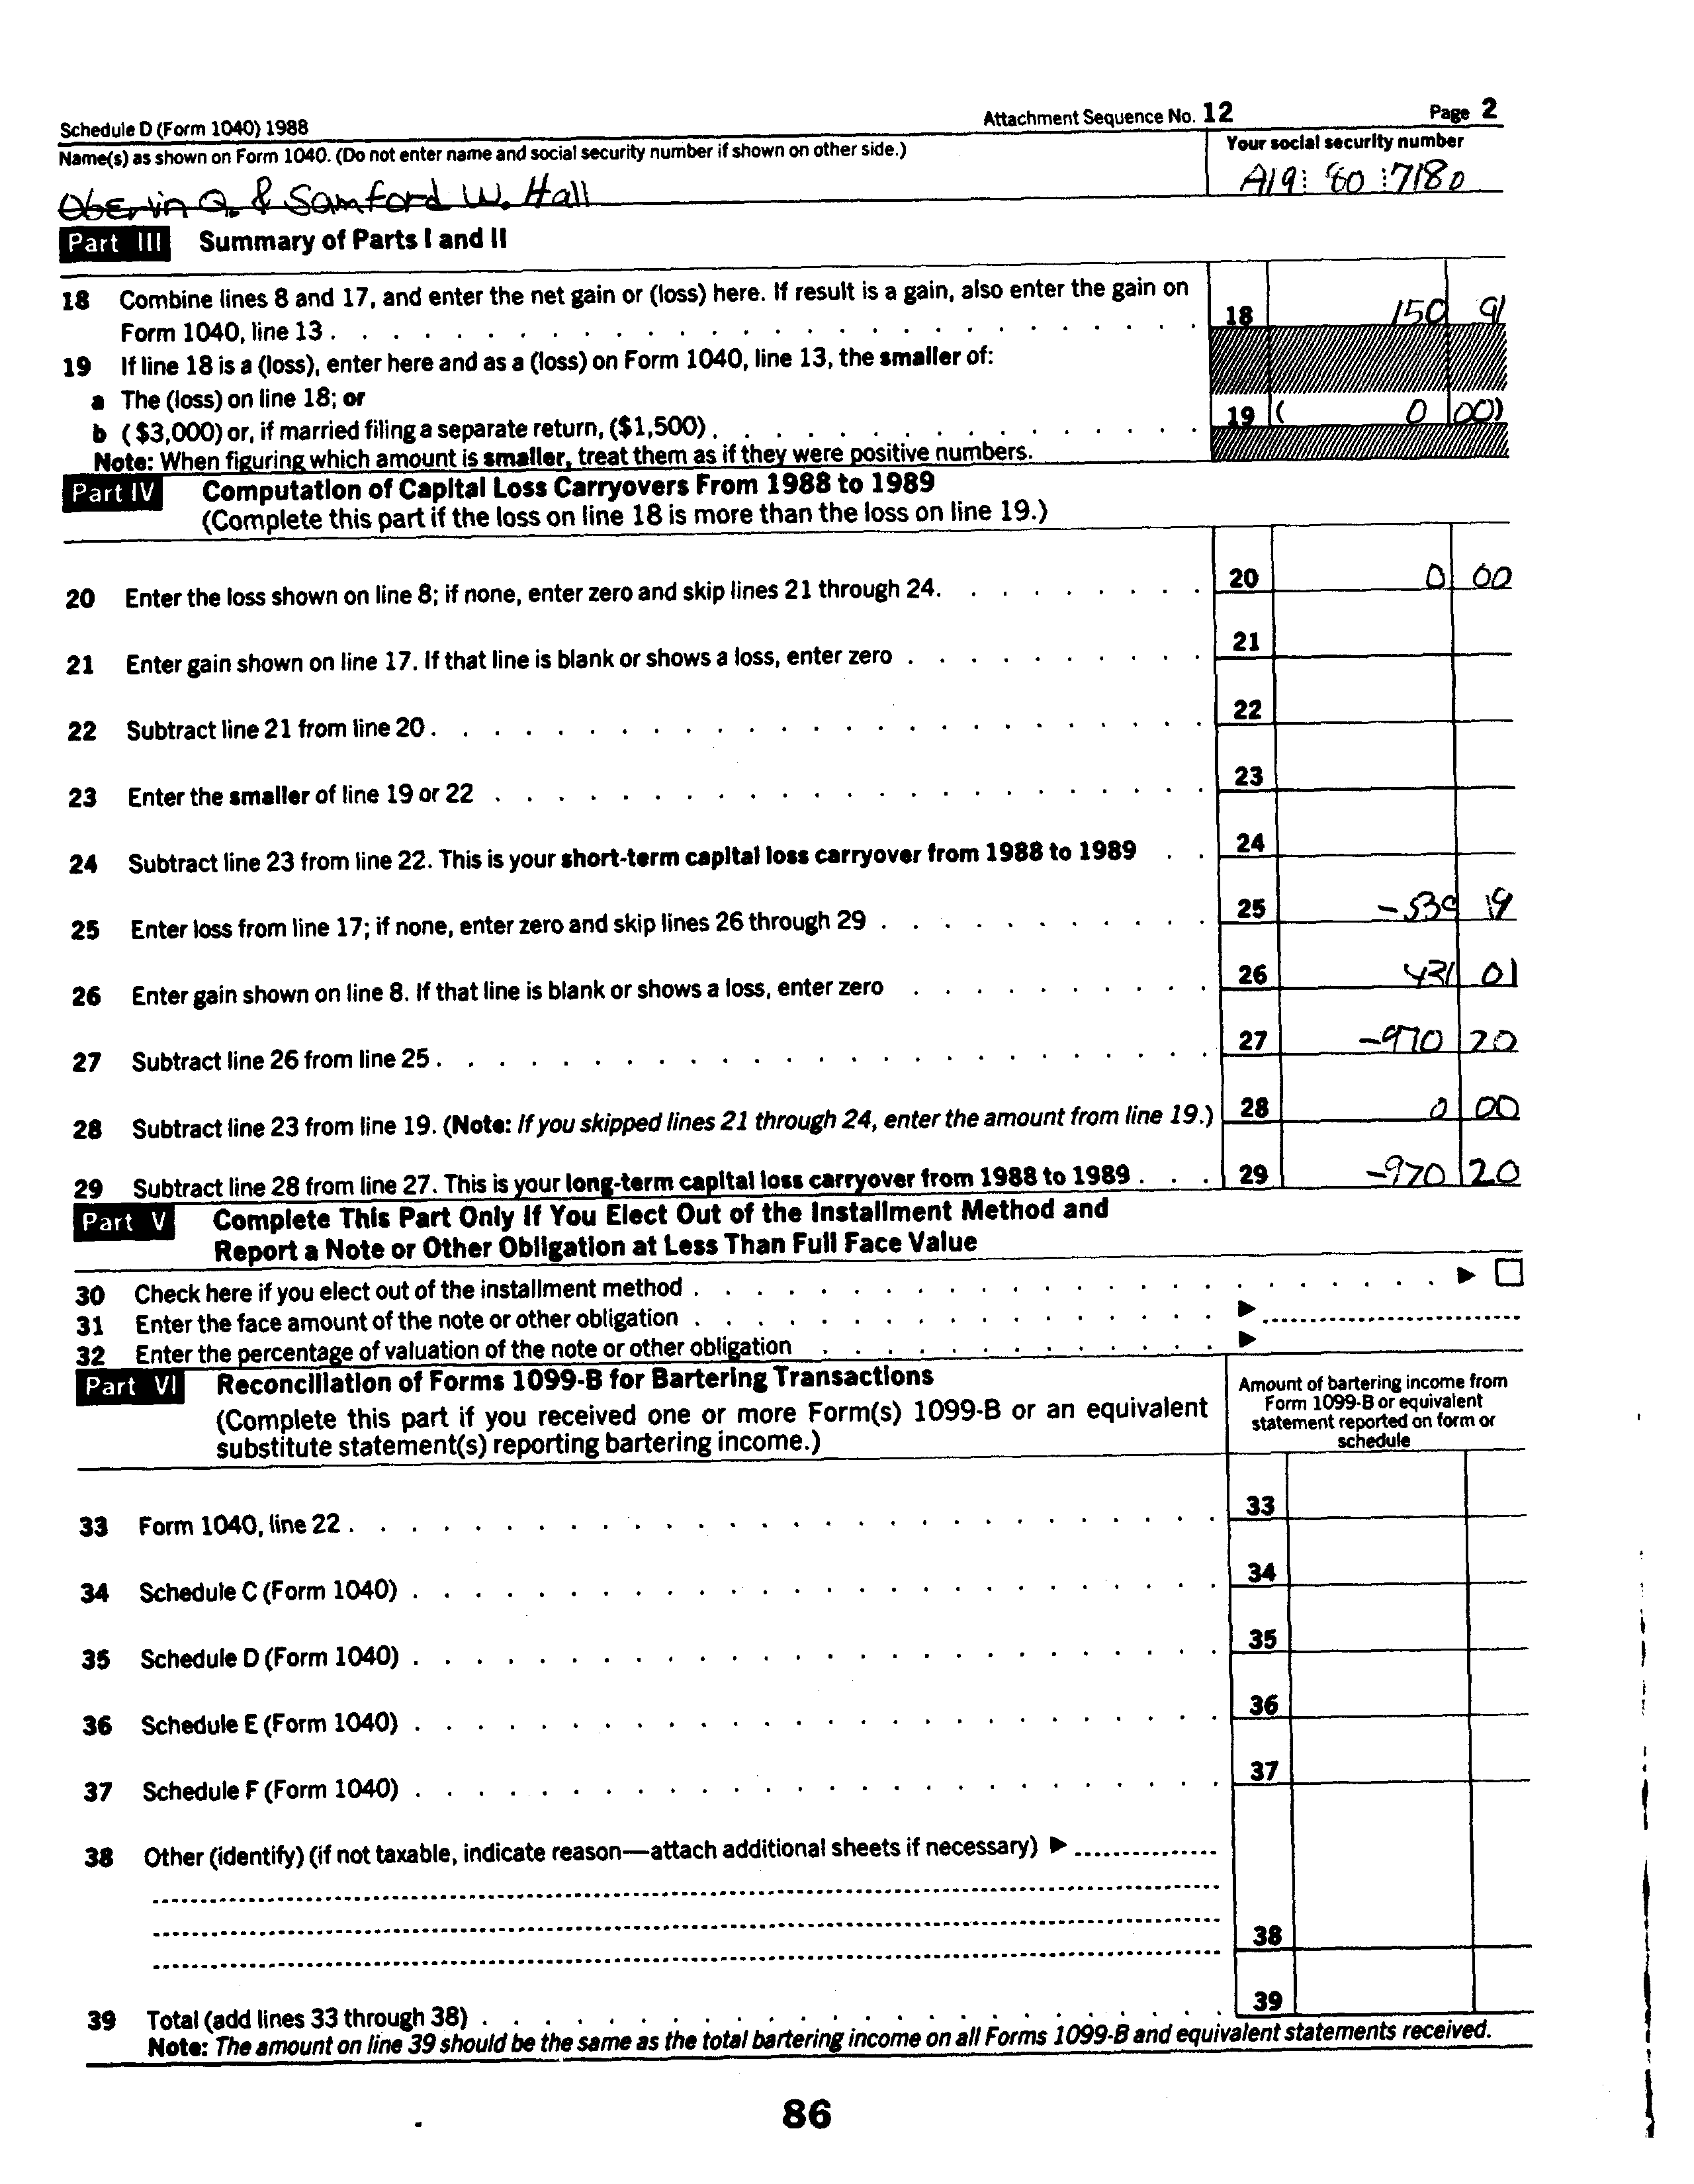 Schedule D (Form 1040) 1988 Attachment Sequence No. 12 Page 2
Name(s) as shown on Form 1040. (Do not enter name and social security number if shown on other side.) Your social security number
Oberlin Q. & Samford W. Hall A19 80 7180
Part III Summary of Parts I and II
18 Combine lines 8 and 17, and enter the net gain or (loss) here. If result is a gain, also enter the gain on
Form 1040, line 13 . . . . . . . . . . . . . . . . . . . . . . . . . . . . 18 150 91
19 If line 18 is a (loss), enter here and as a (loss) on Form 1040, line 13, the smaller of:
a The (loss) on line 18; or
b ($3,000) or, if married filing a separate return, ($1,500) . . . . . . . . . . . . . . . . 19 ( 0 00)
Note: When figuring which amount is smaller, treat them as if they were positive numbers.
Part IV Computation of Capital Loss Carryovers From 1988 to 1989
(Complete this part if the loss on line 18 is more than the loss on line 19.)
20 Enter the loss shown on line 8; if none, enter zero and skip lines 21 through 24. . . . . . . . . . 20 0 00
21 Enter gain shown on line 17. If that line is blank or shows a loss, enter zero . . . . . . . . . . 21
22 Subtract line 21 from line 20 . . . . . . . . . . . . . . . . . . . . . . . . . 22
23 Enter the smaller of line 19 or 22 . . . . . . . . . . . . . . . . . . . . . . . 23
24 Subtract line 23 from line 22. This is your short-term capital loss carryover from 1988 to 1989 . . 24
25 Enter loss from line 17; if none, enter zero and skip lines 26 through 29 . . . . . . . . . . . 25 -539 19
26 Enter gain shown on line 8. If that line is blank or shows a loss, enter zero . . . . . . . . . . 26 431 01
27 Subtract line 26 from line 25 . . . . . . . . . . . . . . . . . . . . . . . . . 27 -970 20
28 Subtract line 23 from line 19. (Note: If you skipped lines 21 through 24, enter the amount from line 19.) 28 0 00
29 Subtract line 28 from line 27. This is your long-term capital loss carryover from 1988 to 1989 . . . 29 -970 20
Part V Complete This Part Only If You Elect Out of the Installment Method and
Report a Note or Other Obligation at Less Than Full Face Value
30 Check here if you elect out of the installment method . . . . . . . . . . . . . . . . . . . . . . . . ▶ ☐
31 Enter the face amount of the note or other obligation . . . . . . . . . . . . . . . . . ▶
32 Enter the percentage of valuation of the note or other obligation . . . . . . . . . . . . ▶
Part VI Reconciliation of Forms 1099-B for Bartering Transactions
(Complete this part if you received one or more Form(s) 1099-B or an equivalent
substitute statement(s) reporting bartering income.)
Amount of bartering income from
Form 1099-B or equivalent
statement reported on form or
schedule
33 Form 1040, line 22 . . . . . . . . . . . . . . . . . . . . . . . . . . . . 33
34 Schedule C (Form 1040) . . . . . . . . . . . . . . . . . . . . . . . . . . 34
35 Schedule D (Form 1040) . . . . . . . . . . . . . . . . . . . . . . . . . . 35
36 Schedule E (Form 1040) . . . . . . . . . . . . . . . . . . . . . . . . . . 36
37 Schedule F (Form 1040) . . . . . . . . . . . . . . . . . . . . . . . . . . 37
38 Other (identify) (if not taxable, indicate reason—attach additional sheets if necessary) ▶
38
39 Total (add lines 33 through 38) . . . . . . . . . . . . . . . . . . . . . . . . 39
Note: The amount on line 39 should be the same as the total bartering income on all Forms 1099-B and equivalent statements received.
86